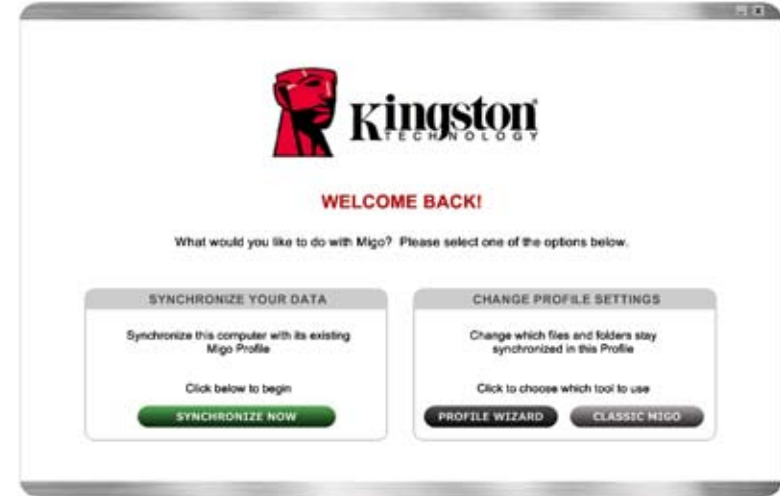 Kingston
TECHNOLOGY
WELCOME BACK!
What would you like to do with Migo? Please select one of the options below.
SYNCHRONIZE YOUR DATA
Synchronize this computer with its existing
Migo Profile
Click below to begin
SYNCHRONIZE NOW
CHANGE PROFILE SETTINGS
Change which files and folders stay
synchronized in this Profile
Click to choose which tool to use
PROFILE WIZARD
CLASSIC MIGO